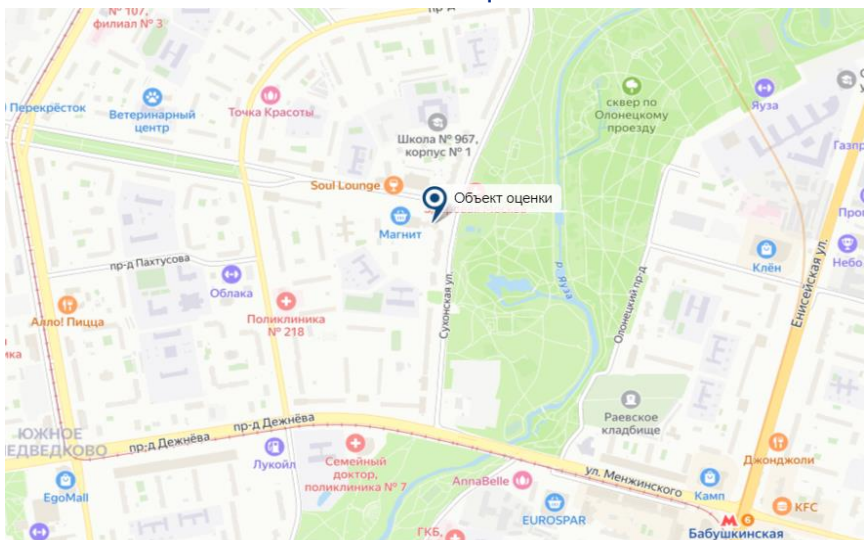 № 107,
филиал № 3
пр-д
Перекрёсток
Ветеринарный
центр
Точка Красоты
Школа № 967,
корпус № 1
сквер по
Олонецкому
проезду
Яуза
Soul Lounge
Объект оценки
Магнит
пр-д Пахтусова
Облака
Сухонская ул.
р. Яуза
Олонецкий пр-д
Клён
Небо
Енисейская ул.
Алло! Пицца
Поликлиника
№ 218
Раевское
кладбище
ЮЖНОЕ
ЕДВЕДКОВО
пр-д Дежнёва
пр-д Дежнёва
Лукойл
Семейный
доктор,
поликлиника № 7
AnnaBelle
ул. Менжинского
Джонджоли
EgoMall
Камп
KFC
EUROSPAR
ГКБ,
Бабушкинская
6